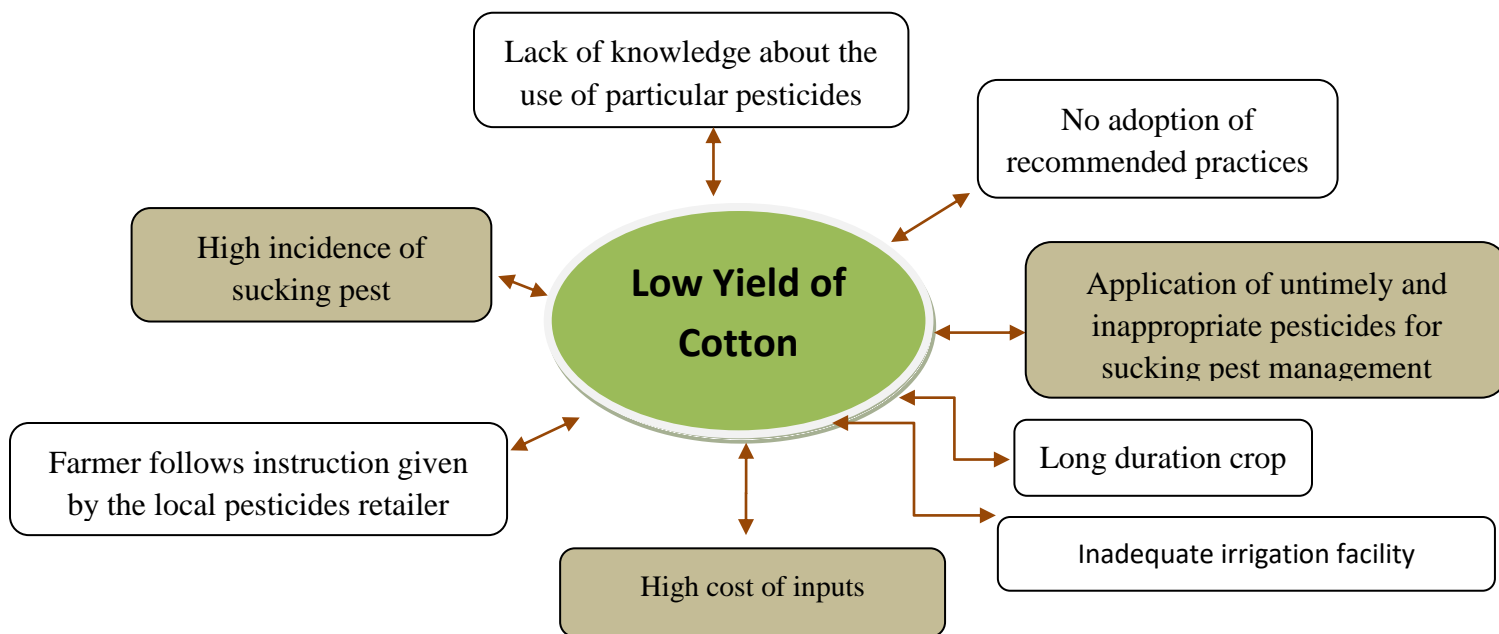 Lack of knowledge about the
use of particular pesticides
No adoption of
recommended practices
High incidence of
sucking pest
Low Yield of
Cotton
Application of untimely and
inappropriate pesticides for
sucking pest management
Farmer follows instruction given
by the local pesticides retailer
Long duration crop
Inadequate irrigation facility
High cost of inputs